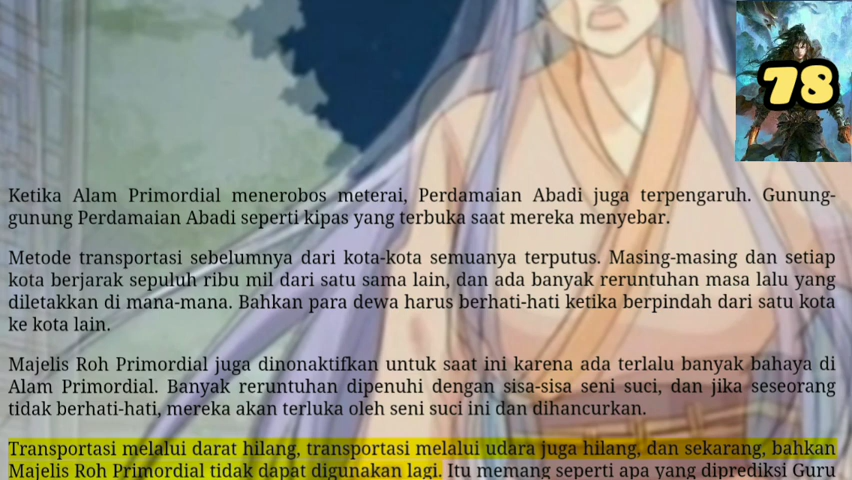 78
Ketika Alam Primordial menerobos meterai, Perdamaian Abadi juga terpengaruh. Gunung-
gunung Perdamaian Abadi seperti kipas yang terbuka saat mereka menyebar.
Metode transportasi sebelumnya dari kota-kota semuanya terputus. Masing-masing dan setiap
kota berjarak sepuluh ribu mil dari satu sama lain, dan ada banyak reruntuhan masa lalu yang
diletakkan di mana-mana. Bahkan para dewa harus berhati-hati ketika berpindah dari satu kota
ke kota lain.
Majelis Roh Primordial juga dinonaktifkan untuk saat ini karena ada terlalu banyak bahaya di
Alam Primordial. Banyak reruntuhan dipenuhi dengan sisa-sisa seni suci, dan jika seseorang
tidak berhati-hati, mereka akan terluka oleh seni suci ini dan dihancurkan.
Transportasi melalui darat hilang, transportasi melalui udara juga hilang, dan sekarang, bahkan
Majelis Roh Primordial tidak dapat digunakan lagi. Itu memang seperti apa yang diprediksi Guru